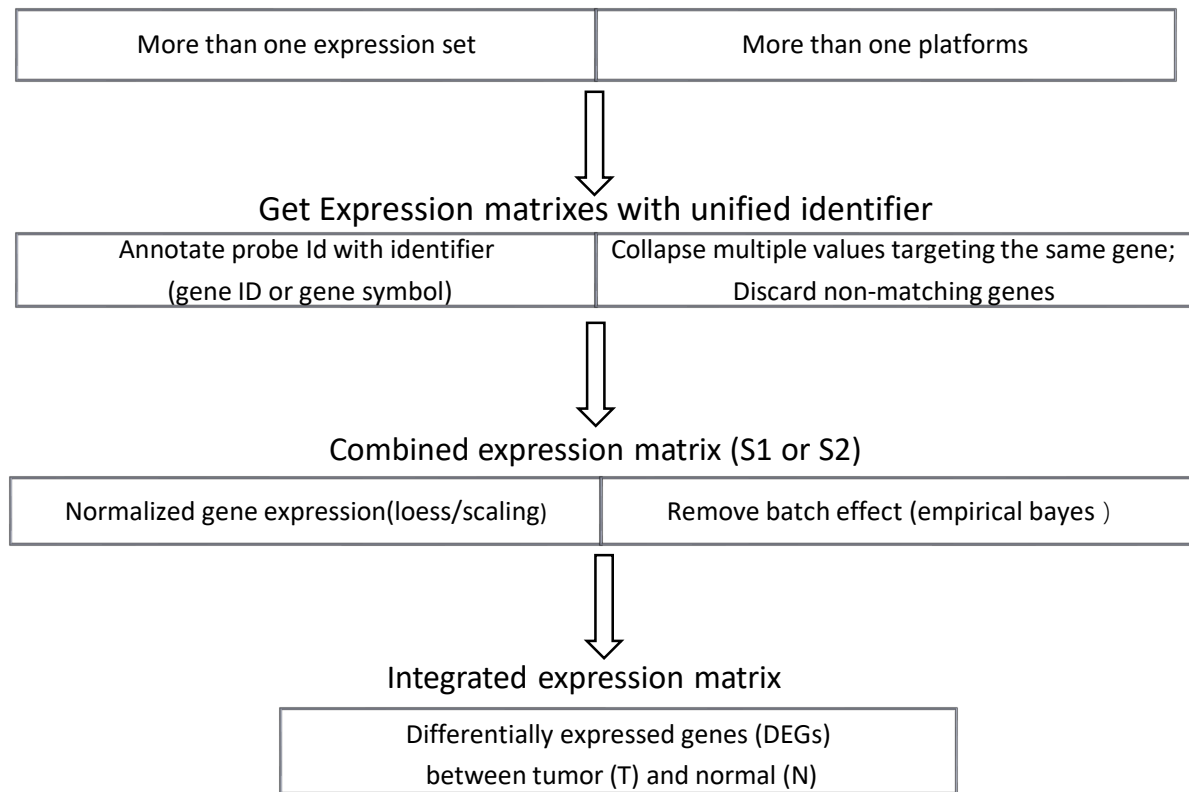 More than one expression set
More than one platforms
Get Expression matrixes with unified identifier
Annotate probe Id with identifier
(gene ID or gene symbol)
Collapse multiple values targeting the same gene;
Discard non-matching genes
Combined expression matrix (S1 or S2)
Normalized gene expression(loess/scaling)
Remove batch effect (empirical bayes ）
Integrated expression matrix
Differentially expressed genes (DEGs)
between tumor (T) and normal (N)